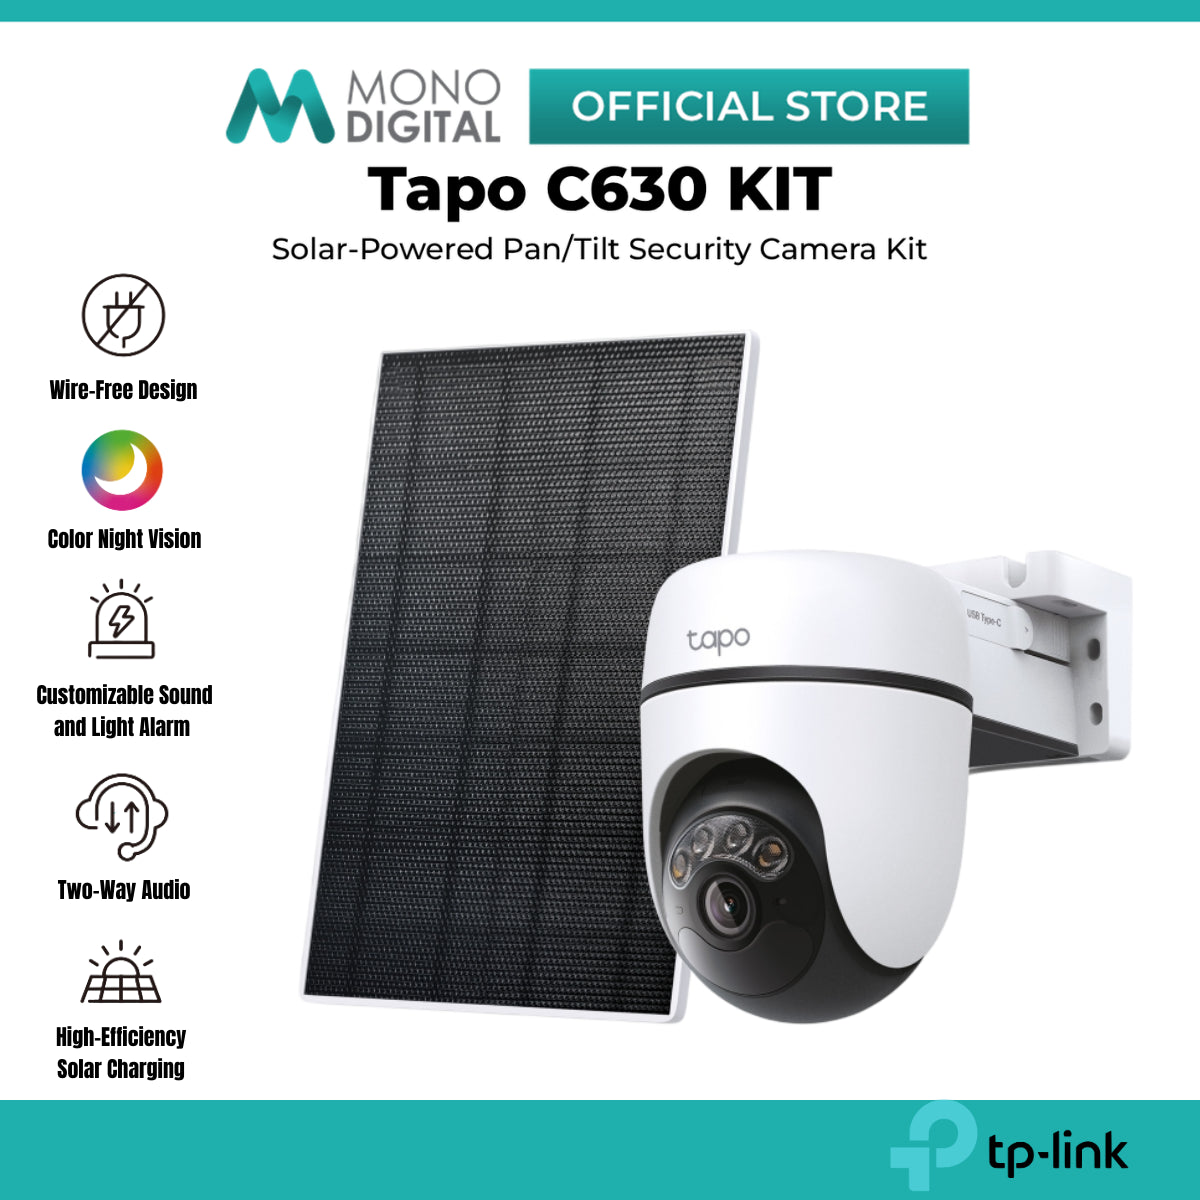 MONO
DIGITAL
OFFICIAL STORE
Tapo C630 KIT
Solar-Powered Pan/Tilt Security Camera Kit
Wire-Free Design
Color Night Vision
Customizable Sound
and Light Alarm
Two-Way Audio
High-Efficiency
Solar Charging
tapo
USB Type-C
tp-link